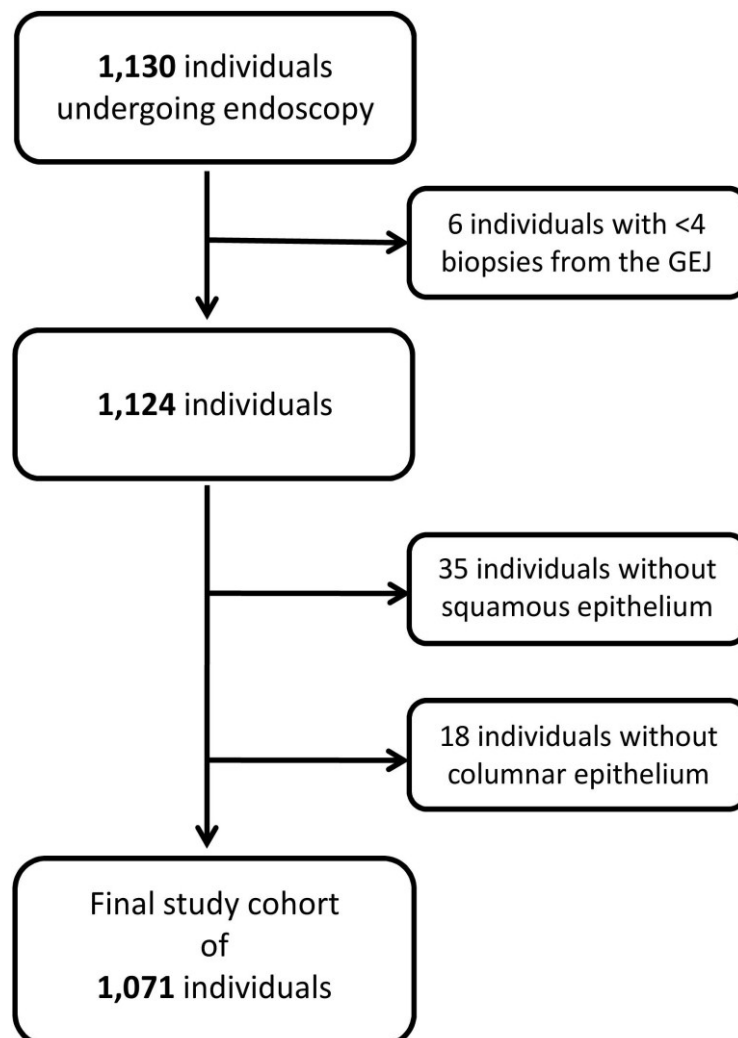 1,130 individuals
undergoing endoscopy
6 individuals with <4
biopsies from the GEJ
1,124 individuals
35 individuals without
squamous epithelium
18 individuals without
columnar epithelium
Final study cohort
of
1,071 individuals